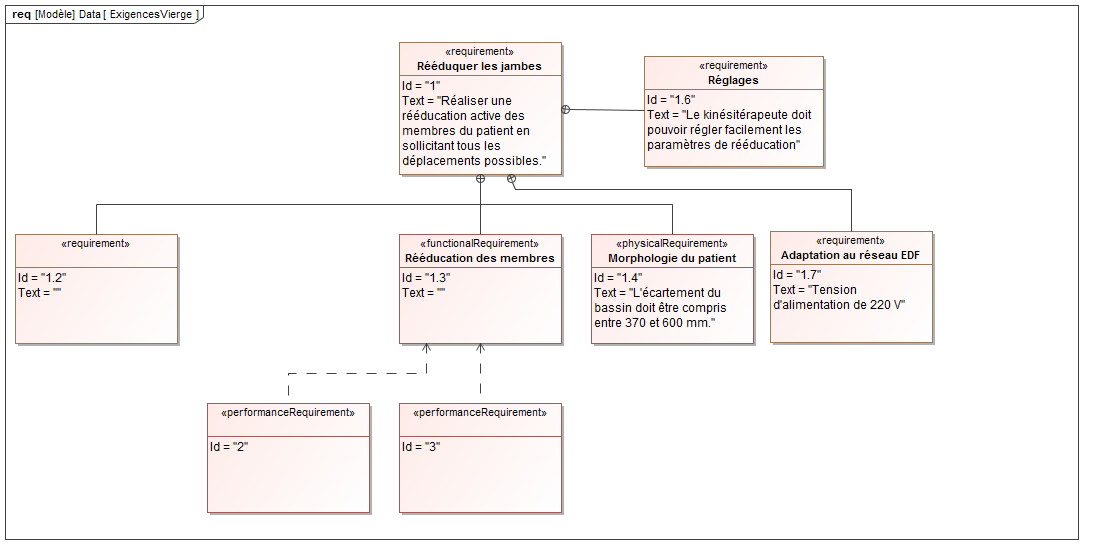 req [Modèle] Data [ ExigencesVierge ]
«requirement»
Rééduquer les jambes
Id = "1"
Text = "Réaliser une
rééducation active des
membres du patient en
sollicitant tous les
déplacements possibles."
«requirement»
Réglages
Id = "1.6"
Text = "Le kinésitérapeute doit
pouvoir régler facilement les
paramètres de rééducation"
«requirement»
Id = "1.2"
Text = ""
«functionalRequirement»
Rééducation des membres
Id = "1.3"
Text = ""
«physicalRequirement»
Morphologie du patient
Id = "1.4"
Text = "L'écartement du
bassin doit être compris
entre 370 et 600 mm."
«requirement»
Adaptation au réseau EDF
Id = "1.7"
Text = "Tension
d'alimentation de 220 V"
«performanceRequirement»
Id = "2"
«performanceRequirement»
Id = "3"